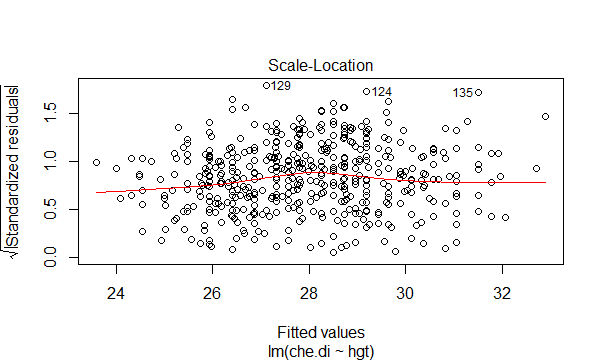 Scale-Location
√|Standardized residuals|
0.0 0.5 1.0 1.5
129
124
135
24 26 28 30 32
Fitted values
lm(che.di ~ hgt)